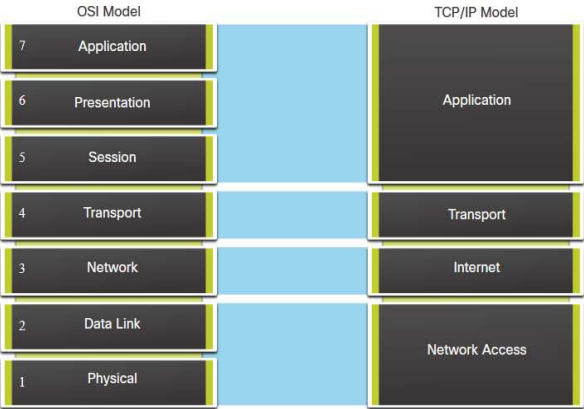 OSI Model
TCP/IP Model
7 Application
6 Presentation
5 Session
4 Transport
3 Network
2 Data Link
1 Physical
Application
Transport
Internet
Network Access